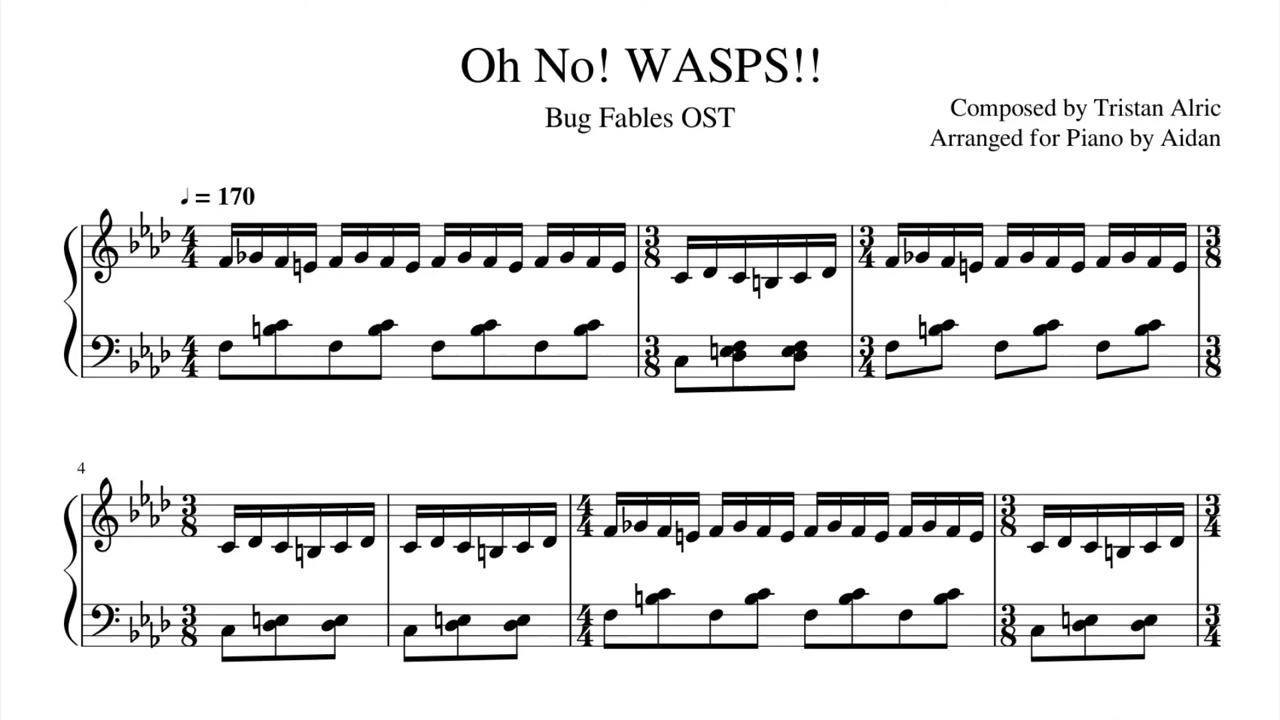 Oh No! WASPS!!
Bug Fables OST
Composed by Tristan Alric
Arranged for Piano by Aidan
♩ = 170
4